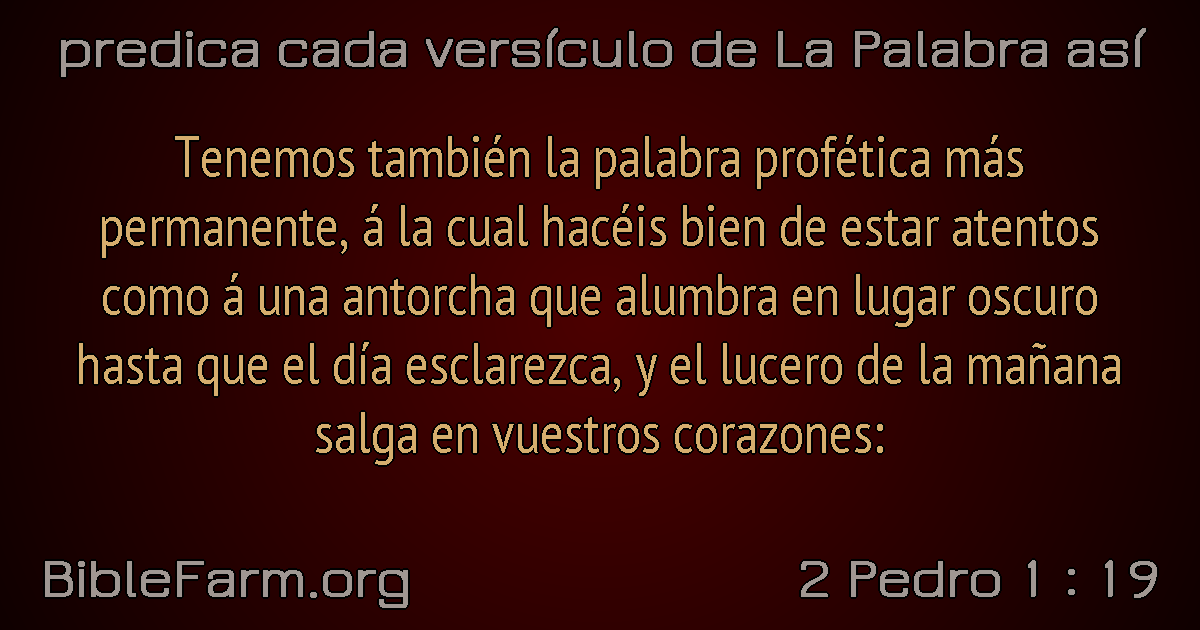 predica cada versículo de La Palabra así
Tenemos también la palabra profética más
permanente, á la cual hacéis bien de estar atentos
como á una antorcha que alumbra en lugar oscuro
hasta que el día esclarezca, y el lucero de la mañana
salga en vuestros corazones:
BibleFarm.org
2 Pedro 1 : 19